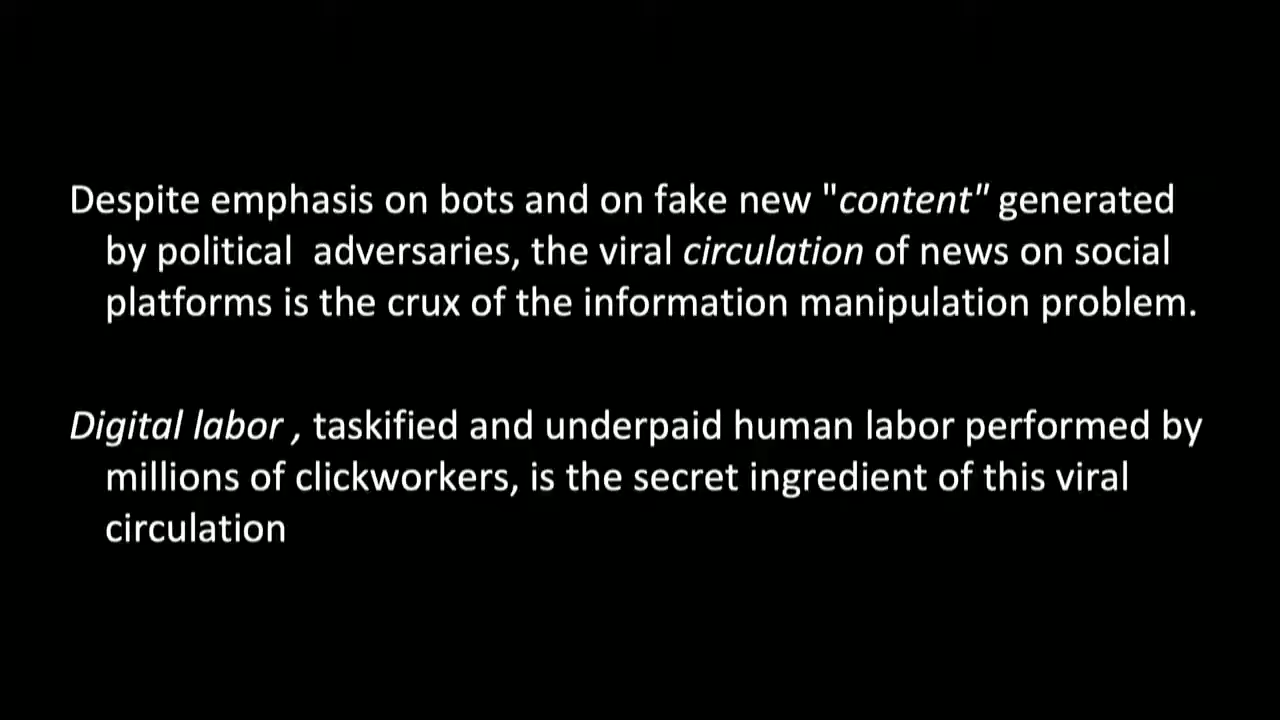 Despite emphasis on bots and on fake new "content" generated
by political  adversaries, the viral circulation of news on social
platforms is the crux of the information manipulation problem.
Digital labor , taskified and underpaid human labor performed by
millions of clickworkers, is the secret ingredient of this viral
circulation